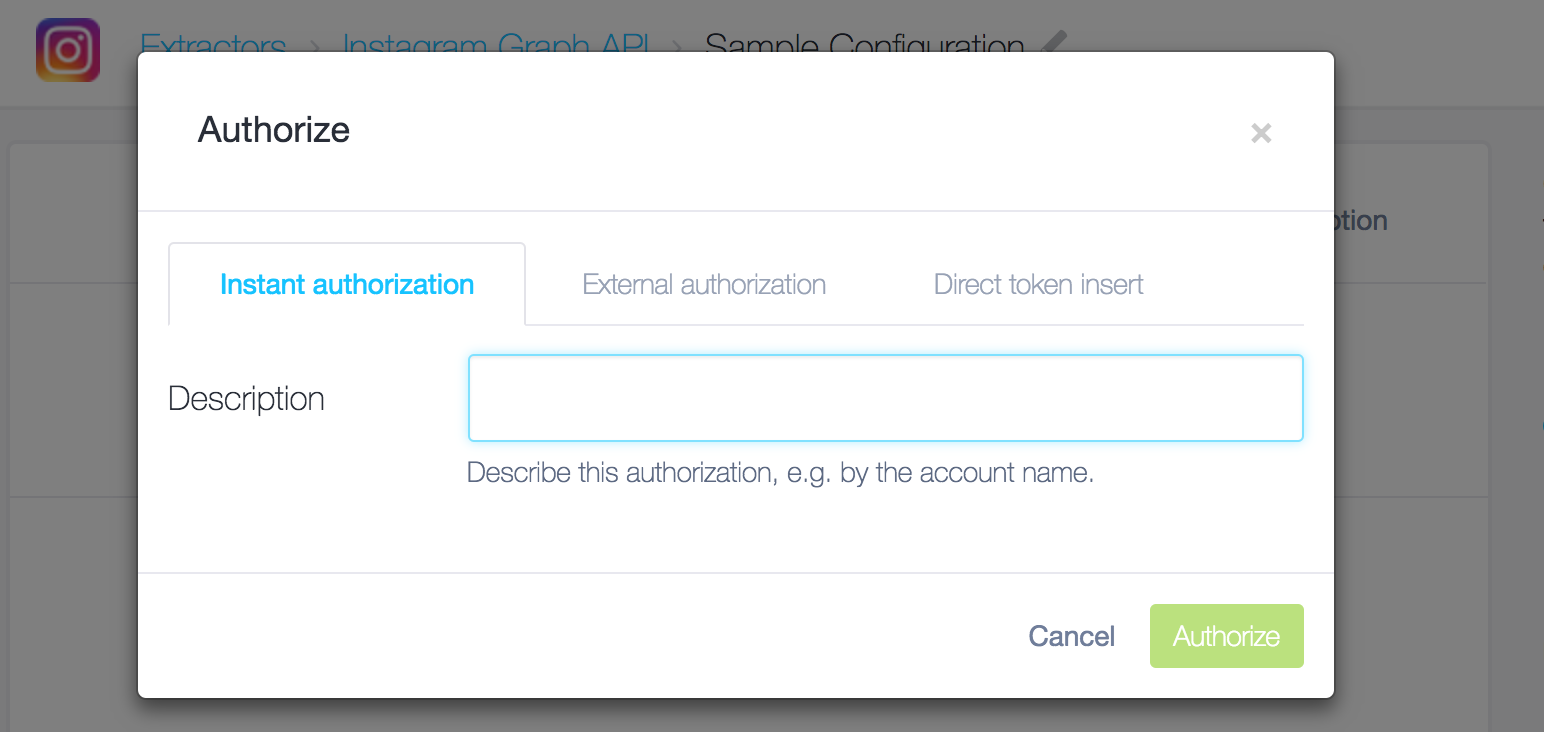 Extractors > Instagram Graph API > Sample Configuration
Authorize
×
ption
Instant authorization External authorization Direct token insert
Description
Describe this authorization, e.g. by the account name.
Cancel Authorize